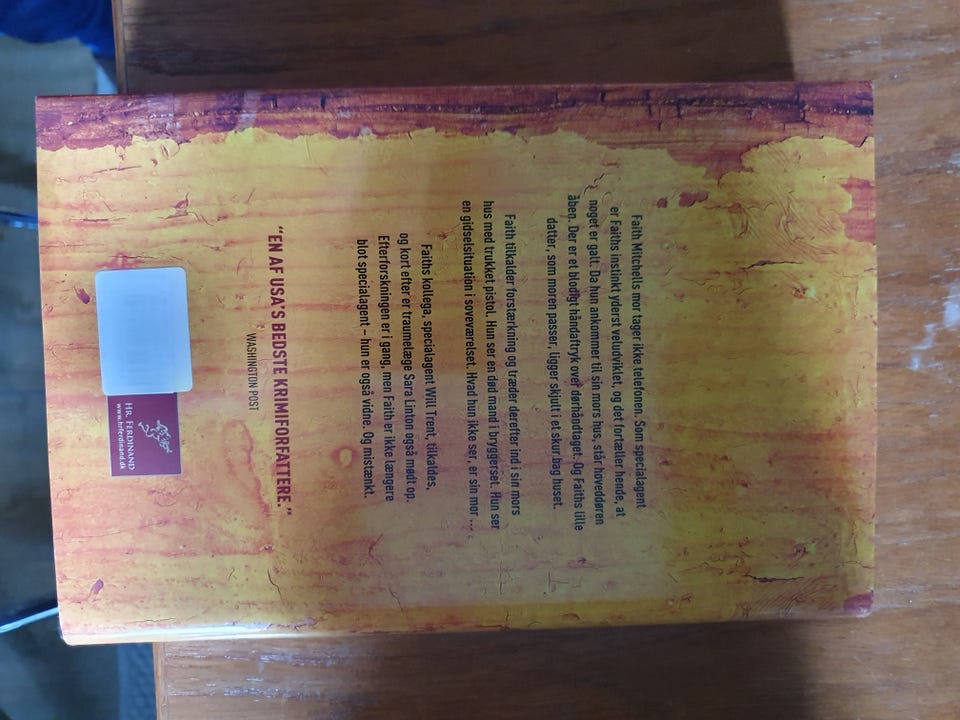 Faith Mitchells mor tager ikke telefonen. Som specialagent
er Faiths instinkt yderst veludviklet, og det fortæller hende, at
noget er galt. Da hun ankommer til sin mors hus, står hoveddøren
åben. Der er et blodigt håndaftryk over dørhåndtaget. Og Faiths lille
datter, som moren passer, ligger skjult i et skur bag huset.
Faith tilkalder forstærkning og træder derefter ind i sin mors
hus med trukket pistol. Hun ser en død mand i bryggerset. Hun ser
en gidselsituation i soveværelset. Hvad hun ikke ser, er sin mor ...
Faiths kollega, specialagent Will Trent, tilkaldes,
og kort efter er traumelæge Sara Linton også mødt op.
Efterforskningen er i gang, men Faith er ikke længere
blot specialagent – hun er også vidne. Og mistænkt.
"EN AF USA'S BEDSTE KRIMIFORFATTERE."
WASHINGTON POST
HR. FERDINAND
www.hrferdinand.dk